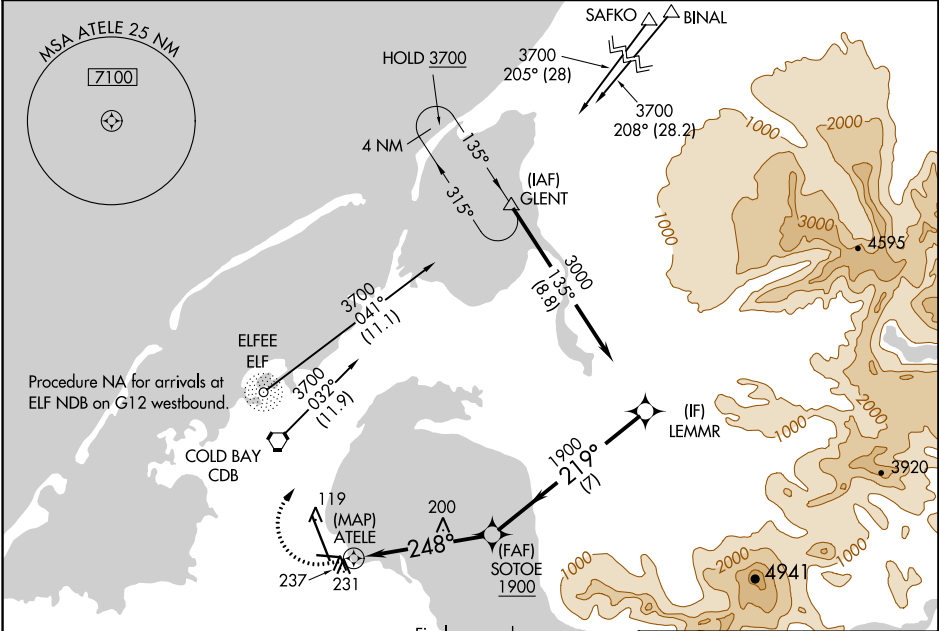 MSA ATELE 25 NM
7100
SAFKO
BINAL
3700
205° (28)
3700
208° (28.2)
HOLD 3700
4 NM
135°
315°
(IAF)
GLENT
3000
135°
(8.8)
1000
2000
1000
3000
4595
3700
041°
(11.1)
ELFEE
ELF
3700
032°
(11.9)
Procedure NA for arrivals at
ELF NDB on G12 westbound.
COLD BAY
CDB
(IF)
LEMMR
1900
219°
(7)
2000
1000
3920
119
(MAP)
ATELE
200
248°
(FAF)
SOTOE
1900
237
231
1000
2000
1000
4941